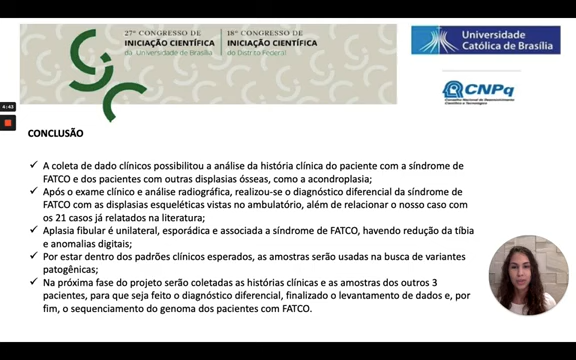 27º CONGRESSO DE
INICIAÇÃO CIENTÍFICA
da Universidade de Brasília
18º CONGRESSO DE
INICIAÇÃO CIENTÍFICA
do Distrito Federal
Universidade
Católica de Brasília
CNPq
Conselho Nacional de Desenvolvimento
Científico e Tecnológico
4:43
CONCLUSÃO
✓ A coleta de dado clínicos possibilitou a análise da história clínica do paciente com a síndrome de
FATCO e dos pacientes com outras displasias ósseas, como a acondroplasia;
✓ Após o exame clínico e análise radiográfica, realizou-se o diagnóstico diferencial da síndrome de
FATCO com as displasias esqueléticas vistas no ambulatório, além de relacionar o nosso caso com
os 21 casos já relatados na literatura;
✓ Aplasia fibular é unilateral, esporádica e associada a síndrome de FATCO, havendo redução da tíbia
e anomalias digitais;
✓ Por estar dentro dos padrões clínicos esperados, as amostras serão usadas na busca de variantes
patogênicas;
✓ Na próxima fase do projeto serão coletadas as histórias clínicas e as amostras dos outros 3
pacientes, para que seja feito o diagnóstico diferencial, finalizado o levantamento de dados e, por
fim, o sequenciamento do genoma dos pacientes com FATCO.